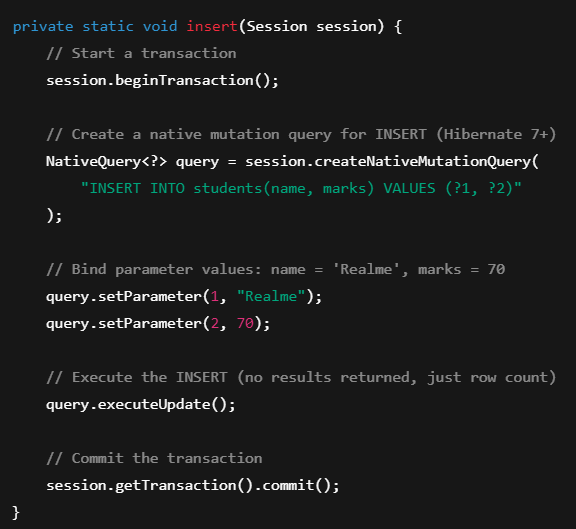 private static void insert(Session session) {
    // Start a transaction
    session.beginTransaction();

    // Create a native mutation query for INSERT (Hibernate 7+)
    NativeQuery<?> query = session.createNativeMutationQuery(
        "INSERT INTO students(name, marks) VALUES (?1, ?2)"
    );

    // Bind parameter values: name = 'Realme', marks = 70
    query.setParameter(1, "Realme");
    query.setParameter(2, 70);

    // Execute the INSERT (no results returned, just row count)
    query.executeUpdate();

    // Commit the transaction
    session.getTransaction().commit();
}